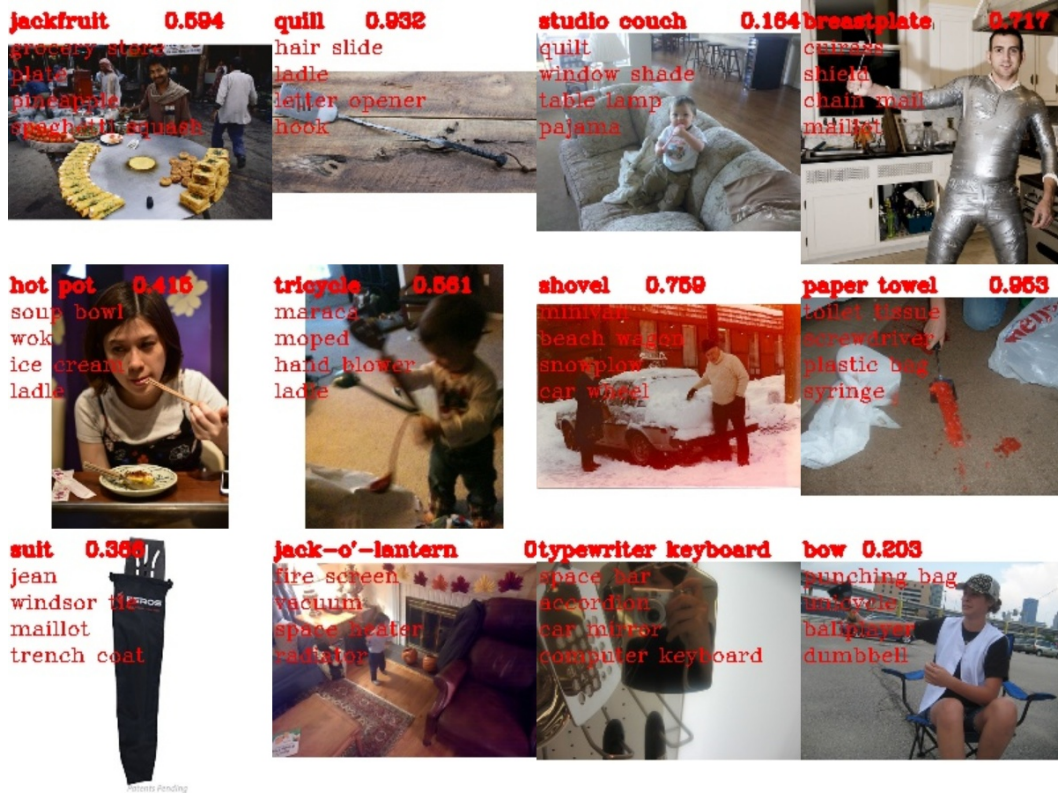 jackfruit 0.594
grocery store
plate
pineapple
spaghetti squash
quill 0.932
hair slide
ladle
letter opener
hook
studio couch 0.164
quilt
window shade
table lamp
pajama
breastplate 0.717
cuirass
shield
chain mail
maillot
hot pot 0.415
soup bowl
wok
ice cream
ladle
tricycle 0.561
maraca
moped
hand blower
ladle
shovel 0.759
minivan
beach wagon
snowplow
car wheel
paper towel 0.953
toilet tissue
screwdriver
plastic bag
syringe
suit
jean
windsor tie
maillot
trench coat
Patents Pending
jack-o'-lantern 0
fire screen
vacuum
space heater
radiator
typewriter keyboard
space bar
accordion
car mirror
computer keyboard
bow 0.203
punching bag
unicycle
ballplayer
dumbbell